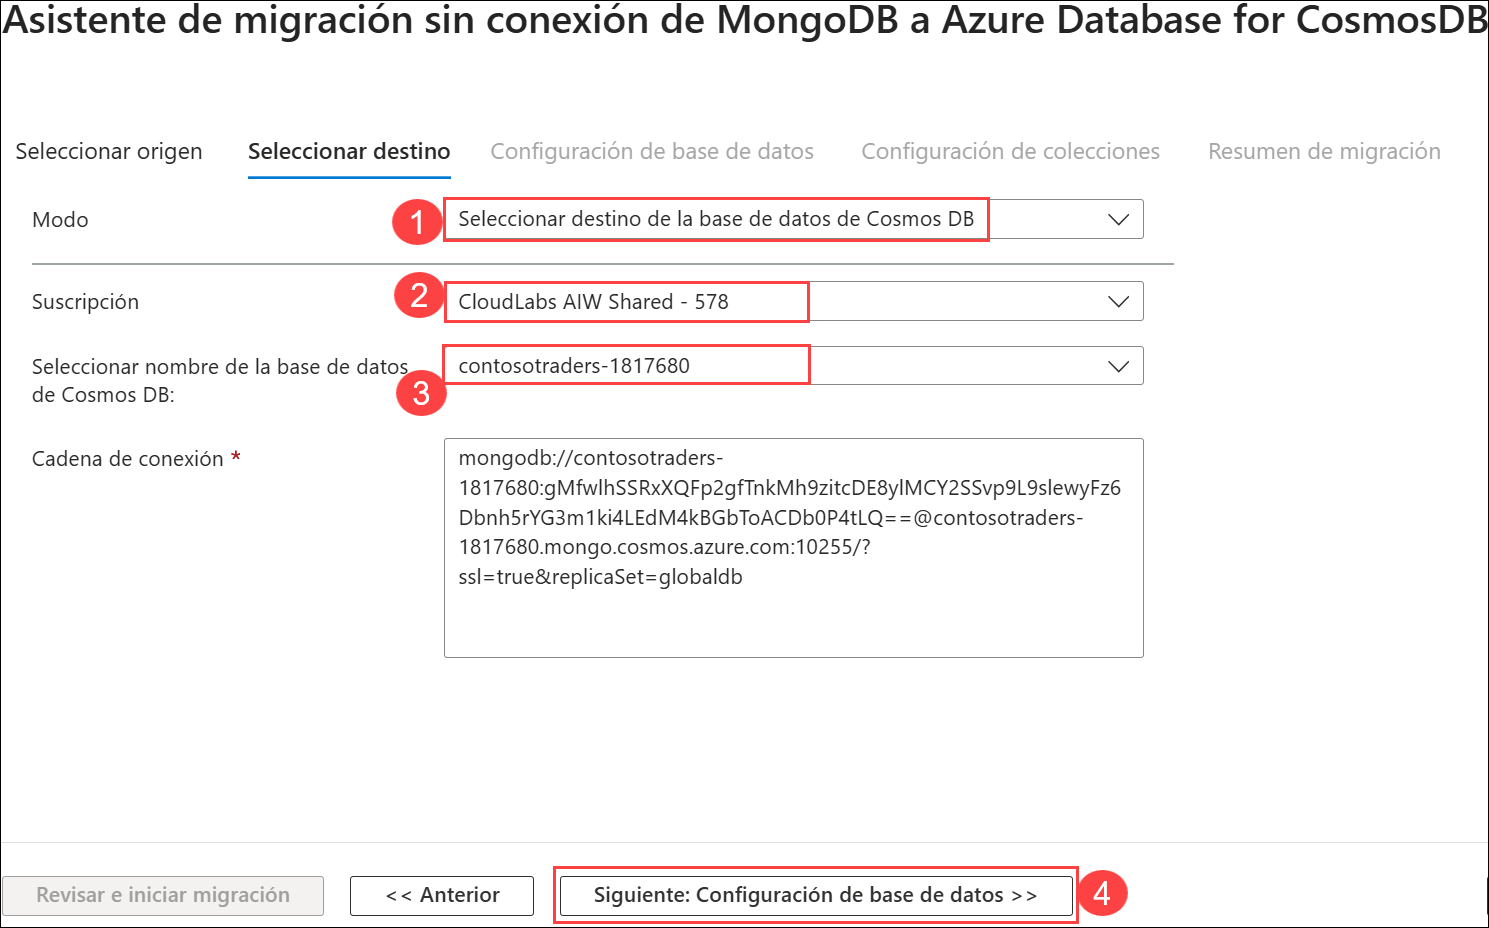 Asistente de migración sin conexión de MongoDB a Azure Database for CosmosDB
Seleccionar origen
Seleccionar destino
Configuración de base de datos
Configuración de colecciones
Resumen de migración
Modo
1
Seleccionar destino de la base de datos de Cosmos DB
Suscripción
2
CloudLabs AIW Shared - 578
Seleccionar nombre de la base de datos
de Cosmos DB:
3
contosotraders-1817680
Cadena de conexión *
mongodb://contosotraders-
1817680:gMfwlhSSRxXQFp2gfTnkMh9zitcDE8ylMCY2SSvp9L9slewyFz6
Dbnh5rYG3m1ki4LEdM4kBGbToACDb0P4tLQ==@contosotraders-
1817680.mongo.cosmos.azure.com:10255/?
ssl=true&replicaSet=globaldb
Revisar e iniciar migración
<< Anterior
Siguiente: Configuración de base de datos >>
4